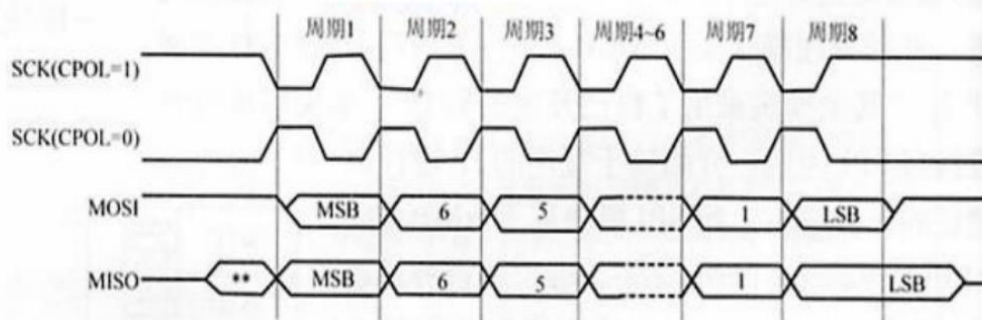 周期1 周期2 周期3 周期4~6 周期7 周期8
SCK(CPOL=1)
SCK(CPOL=0)
MOSI MSB 6 5 1 LSB
MISO ** MSB 6 5 1 LSB